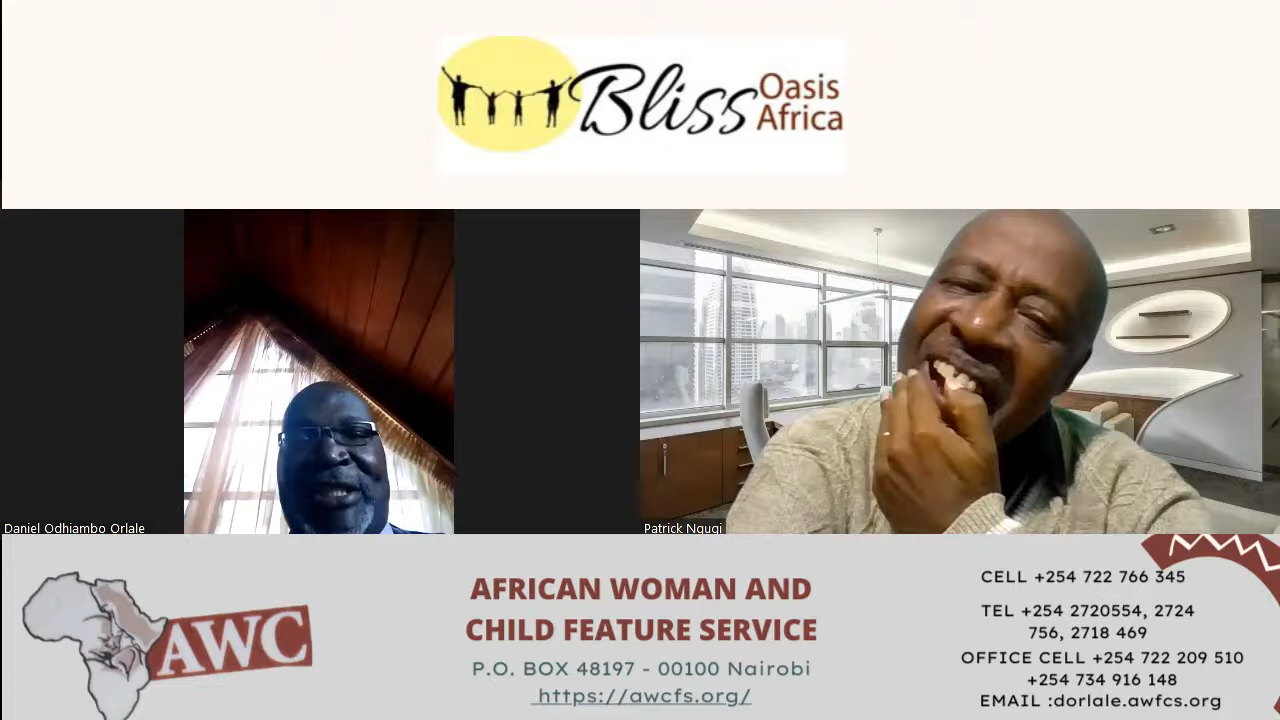 Bliss Oasis
Africa
Daniel Odhiambo Orlale
Patrick Ngugi
AWC
AFRICAN WOMAN AND
CHILD FEATURE SERVICE
P.O. BOX 48197 - 00100 Nairobi
https://awcfs.org/
CELL +254 722 766 345
TEL +254 2720554, 2724
756, 2718 469
OFFICE CELL +254 722 209 510
+254 734 916 148
EMAIL :dorlale.awfcs.org